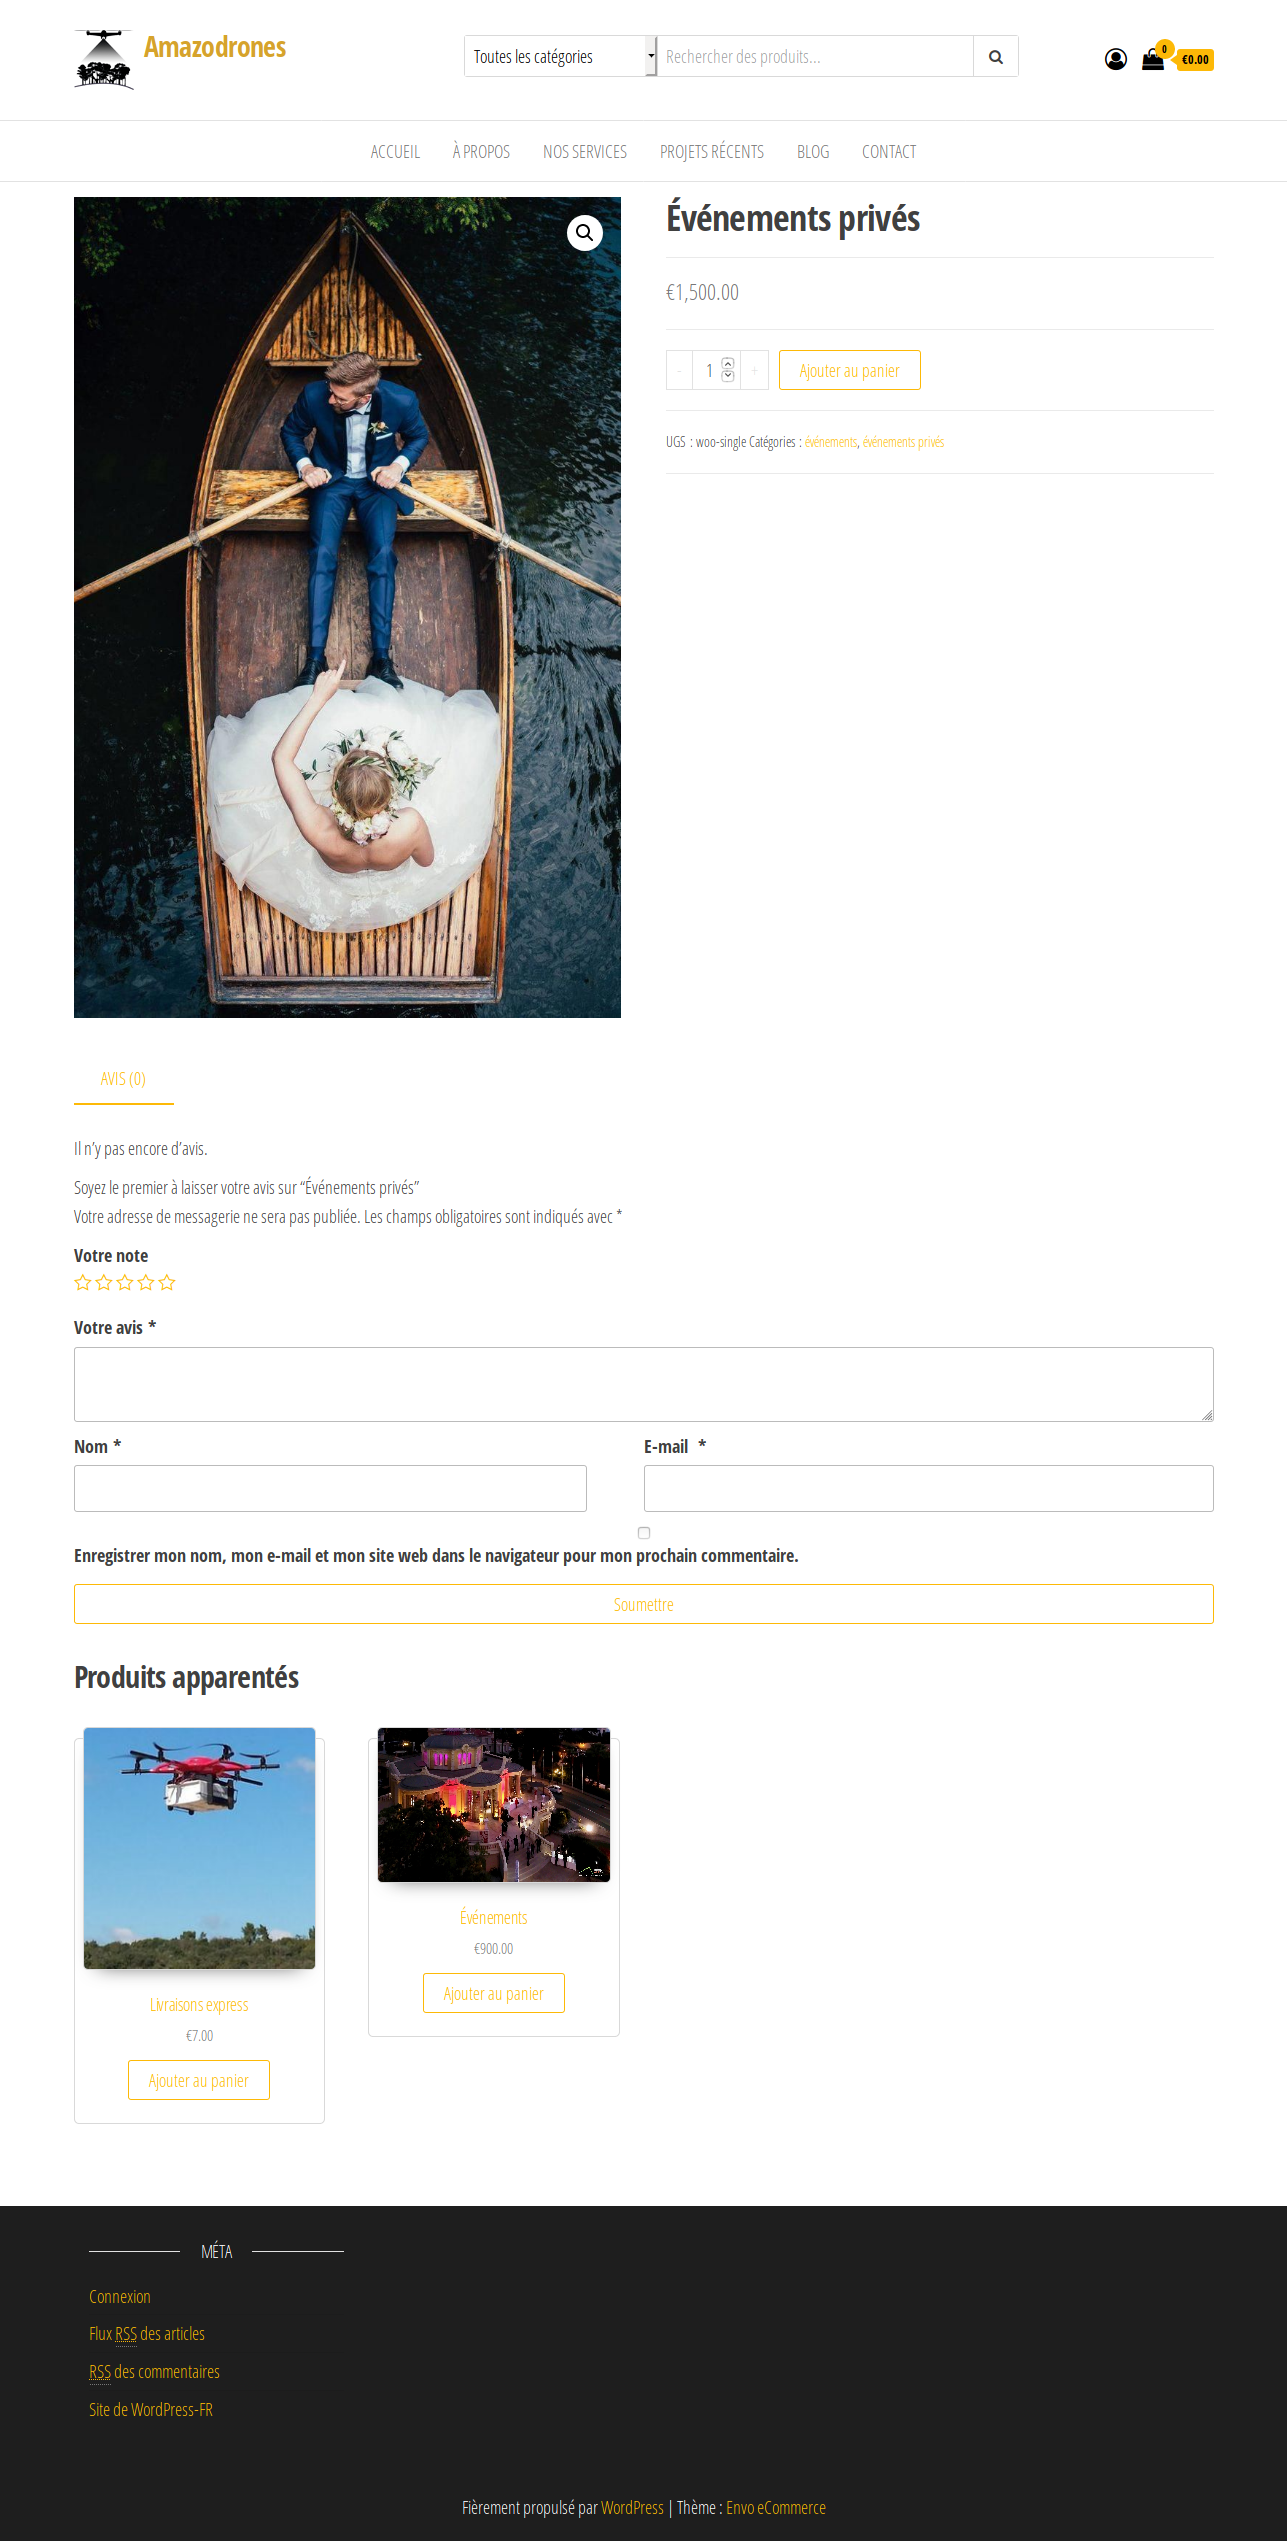 Amazodrones
Toutes les catégories
Rechercher des produits...
0
€0.00
ACCUEIL
À PROPOS
NOS SERVICES
PROJETS RÉCENTS
BLOG
CONTACT
Événements privés
€1,500.00
- 1 +
Ajouter au panier
UGS : woo-single Catégories : événements, événements privés
AVIS (0)
Il n’y pas encore d’avis.
Soyez le premier à laisser votre avis sur “Événements privés”
Votre adresse de messagerie ne sera pas publiée. Les champs obligatoires sont indiqués avec *
Votre note
Votre avis *
Nom *
E-mail *
Enregistrer mon nom, mon e-mail et mon site web dans le navigateur pour mon prochain commentaire.
Soumettre
Produits apparentés
Livraisons express
€7.00
Ajouter au panier
Événements
€900.00
Ajouter au panier
MÉTA
Connexion
Flux RSS des articles
RSS des commentaires
Site de WordPress-FR
Fièrement propulsé par WordPress | Thème : Envo eCommerce